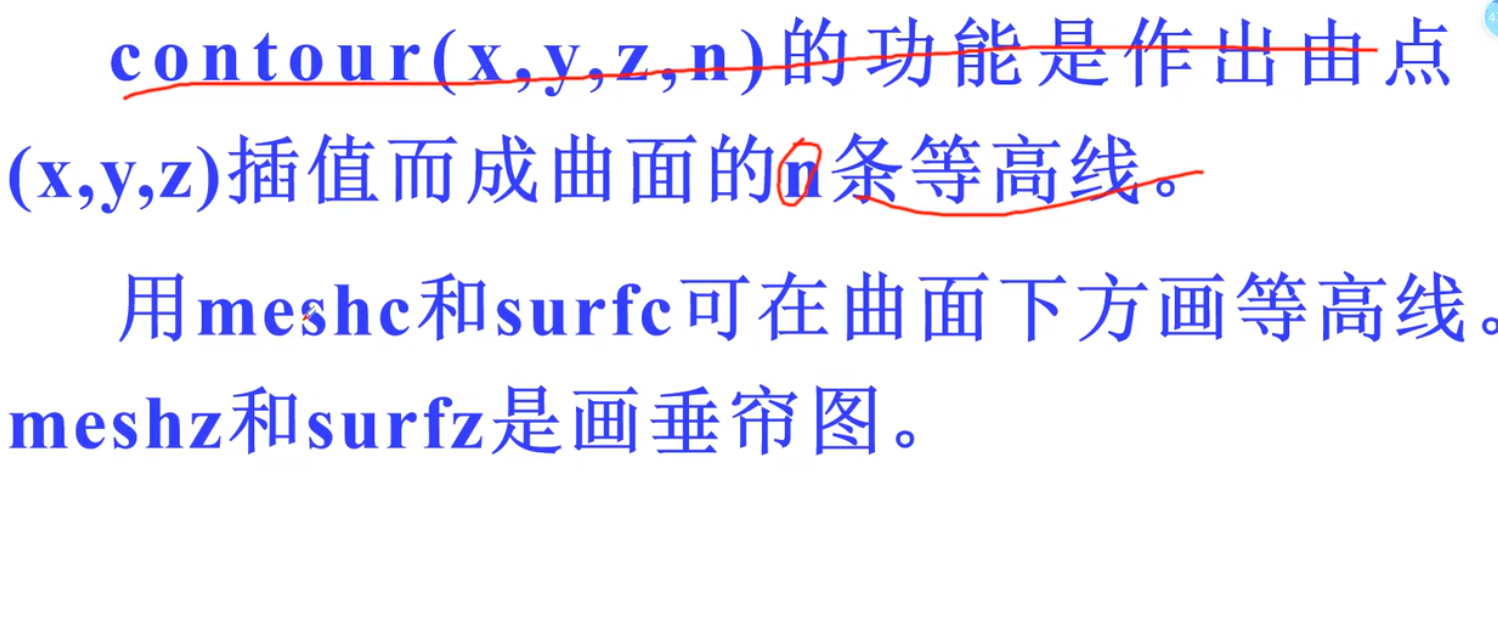 contour(x,y,z,n)的功能是作出由点
(x,y,z)插值而成曲面的n条等高线。
用meshc和surfc可在曲面下方画等高线。
meshz和surfz是画垂帘图。